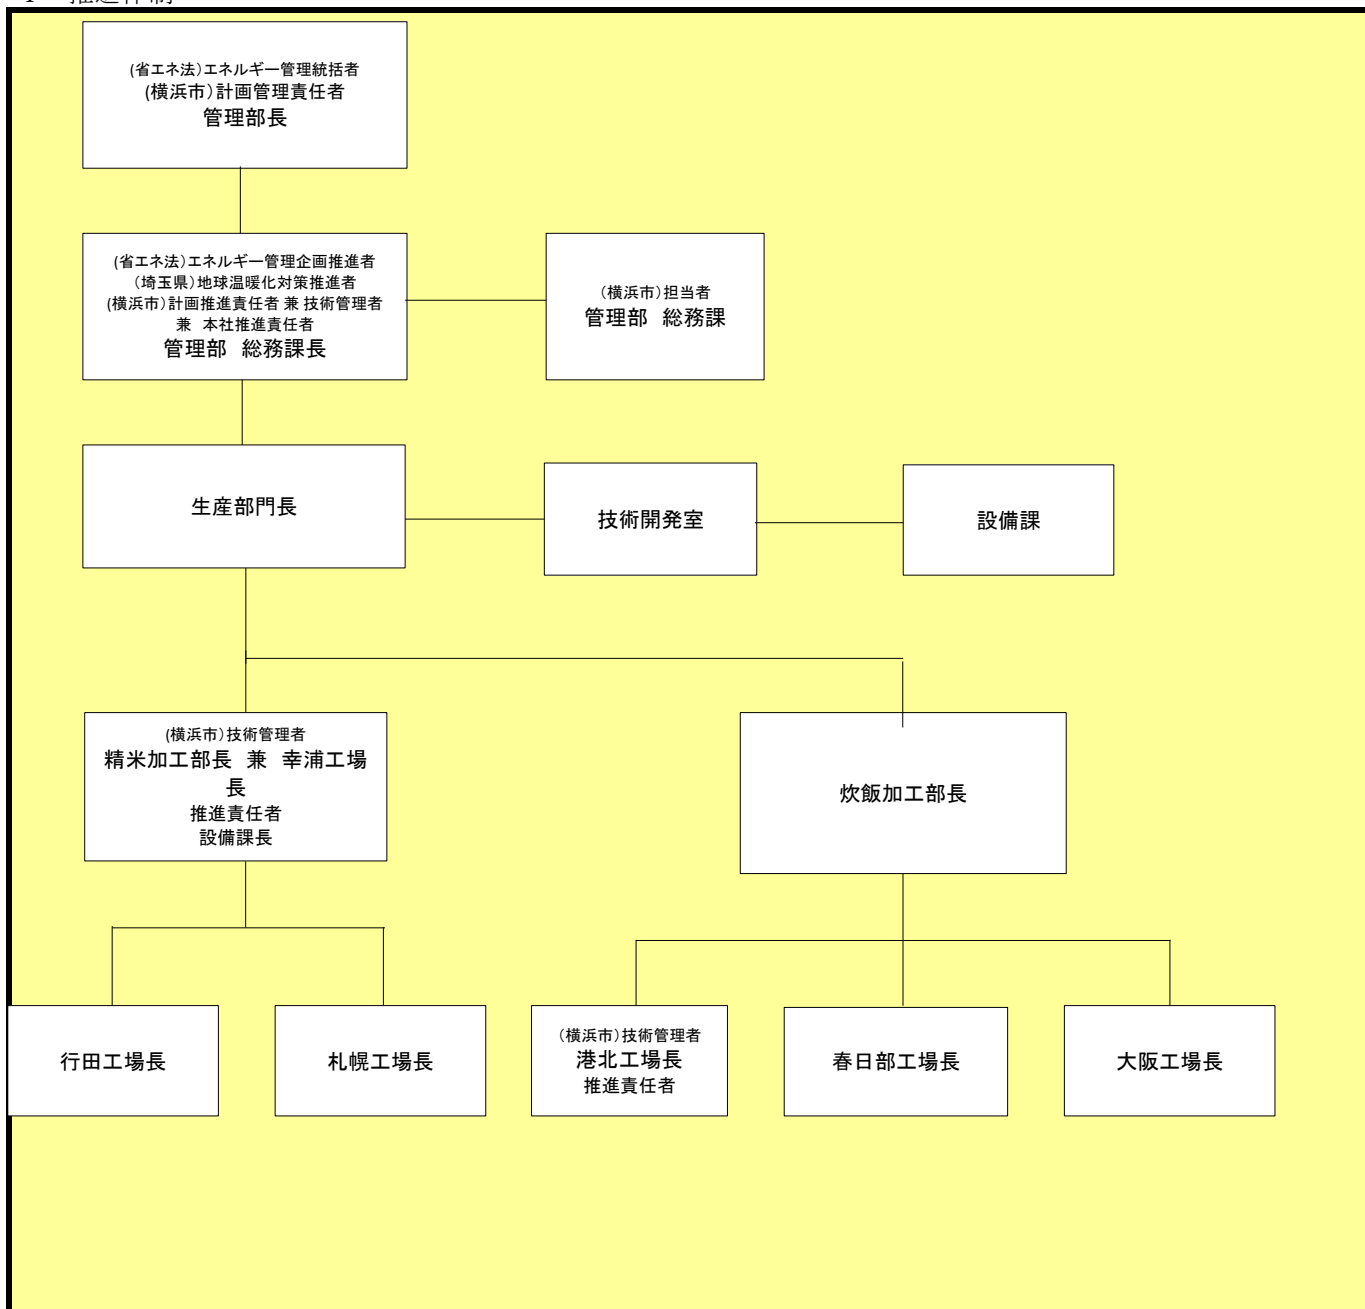 推進体制
(省エネ法)エネルギー管理統括者
(横浜市)計画管理責任者
管理部長
(省エネ法)エネルギー管理企画推進者
(埼玉県)地球温暖化対策推進者
(横浜市)計画推進責任者 兼 技術管理者
兼　本社推進責任者
管理部　総務課長
(横浜市)担当者
管理部　総務課
生産部門長
技術開発室
設備課
(横浜市)技術管理者
精米加工部長　兼　幸浦工場
長
推進責任者
設備課長
炊飯加工部長
行田工場長
札幌工場長
(横浜市)技術管理者
港北工場長
推進責任者
春日部工場長
大阪工場長